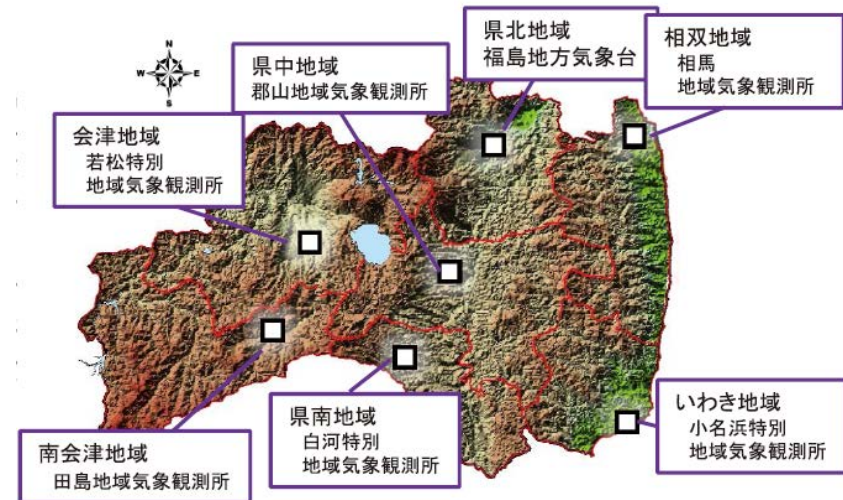 県北地域
福島地方気象台
相双地域
相馬
地域気象観測所
県中地域
郡山地域気象観測所
N
W
E
S
会津地域
若松特別
地域気象観測所
いわき地域
小名浜特別
地域気象観測所
県南地域
白河特別
地域気象観測所
南会津地域
田島地域気象観測所